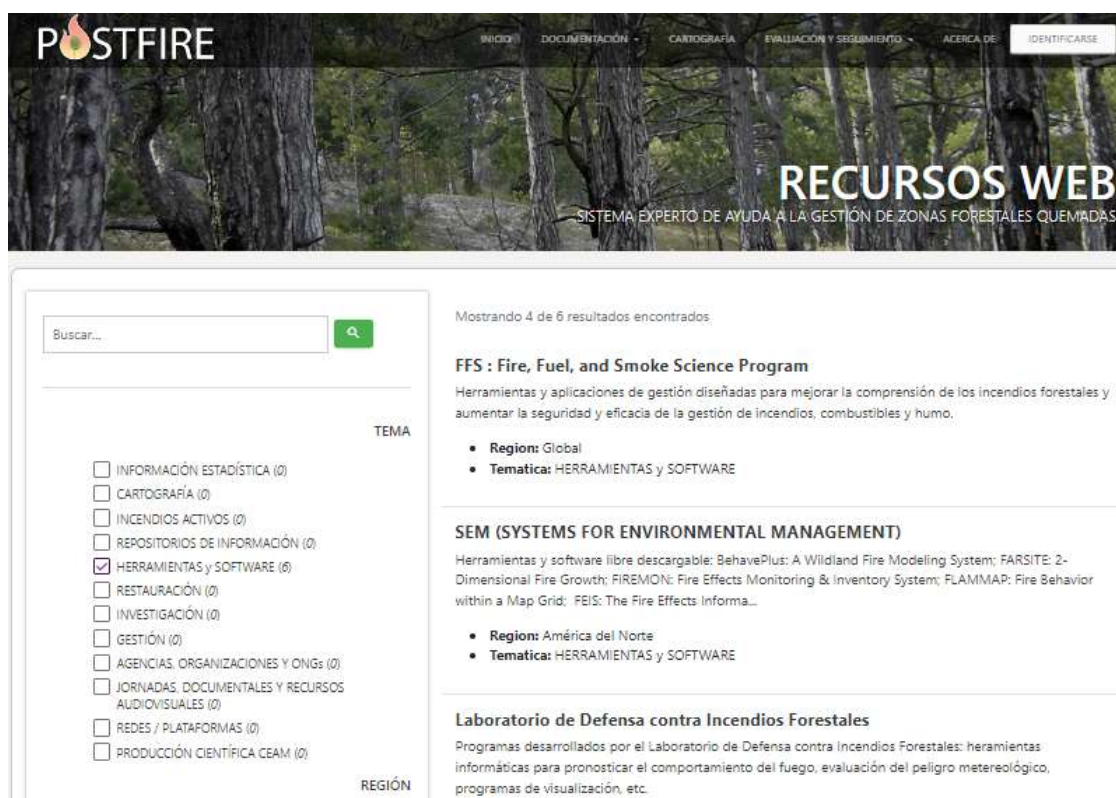 POSTFIRE
INICIO DOCUMENTACIÓN CARTOGRAFÍA EVALUACIÓN Y SEGUIMIENTO ACERCA DE IDENTIFICARSE
RECURSOS WEB
SISTEMA EXPERTO DE AYUDA A LA GESTIÓN DE ZONAS FORESTALES QUEMADAS
Buscar...
TEMA
INFORMACIÓN ESTADÍSTICA (0)
CARTOGRAFÍA (0)
INCENDIOS ACTIVOS (0)
REPOSITORIOS DE INFORMACIÓN (0)
HERRAMIENTAS y SOFTWARE (6)
RESTAURACIÓN (0)
INVESTIGACIÓN (0)
GESTIÓN (0)
AGENCIAS, ORGANIZACIONES Y ONGs (0)
JORNADAS, DOCUMENTALES Y RECURSOS
AUDIOVISUALES (0)
REDES / PLATAFORMAS (0)
PRODUCCIÓN CIENTÍFICA CEAM (0)
REGIÓN
Mostrando 4 de 6 resultados encontrados
FFS : Fire, Fuel, and Smoke Science Program
Herramientas y aplicaciones de gestión diseñadas para mejorar la comprensión de los incendios forestales y
aumentar la seguridad y eficacia de la gestión de incendios, combustibles y humo.
• Region: Global
• Tematica: HERRAMIENTAS y SOFTWARE
SEM (SYSTEMS FOR ENVIRONMENTAL MANAGEMENT)
Herramientas y software libre descargable: BehavePlus: A Wildland Fire Modeling System; FARSITE: 2-
Dimensional Fire Growth; FIREMON: Fire Effects Monitoring & Inventory System; FLAMMAP: Fire Behavior
within a Map Grid; FEIS: The Fire Effects Informa...
• Region: América del Norte
• Tematica: HERRAMIENTAS y SOFTWARE
Laboratorio de Defensa contra Incendios Forestales
Programas desarrollados por el Laboratorio de Defensa contra Incendios Forestales: heramientas
informáticas para pronosticar el comportamiento del fuego, evaluación del peligro metereológico,
programas de visualización, etc.